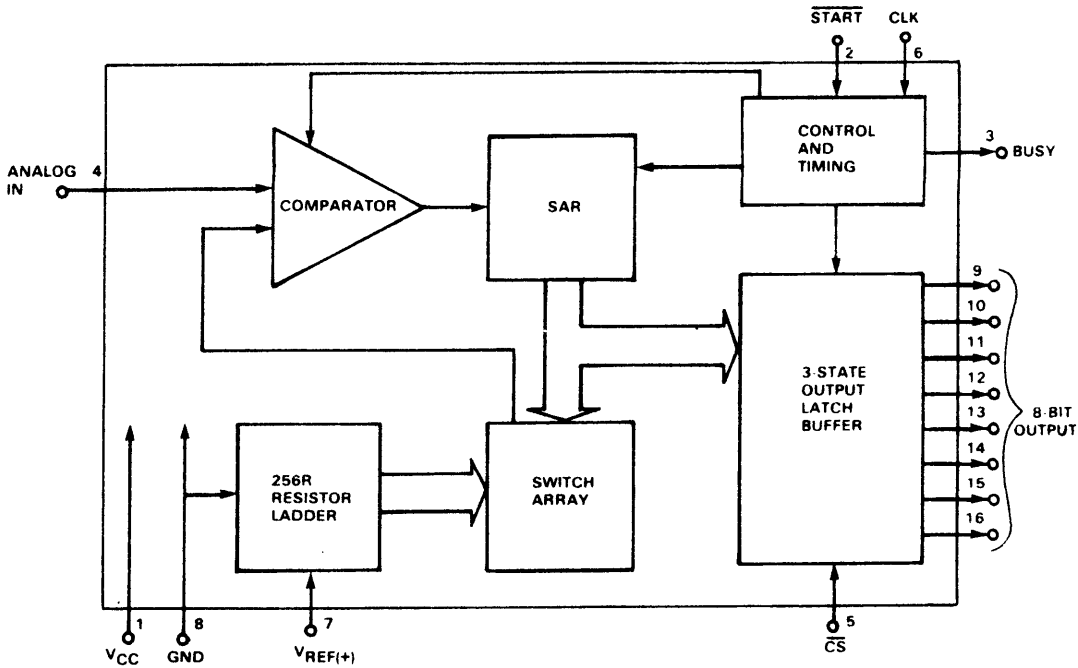 START
CLK
2
6
CONTROL
AND
TIMING
3
BUSY
ANALOG
IN
4
COMPARATOR
SAR
9
10
11
12
13
14
15
16
8-BIT
OUTPUT
3-STATE
OUTPUT
LATCH
BUFFER
256R
RESISTOR
LADDER
SWITCH
ARRAY
1
VCC
8
GND
7
VREF(+)
5
CS